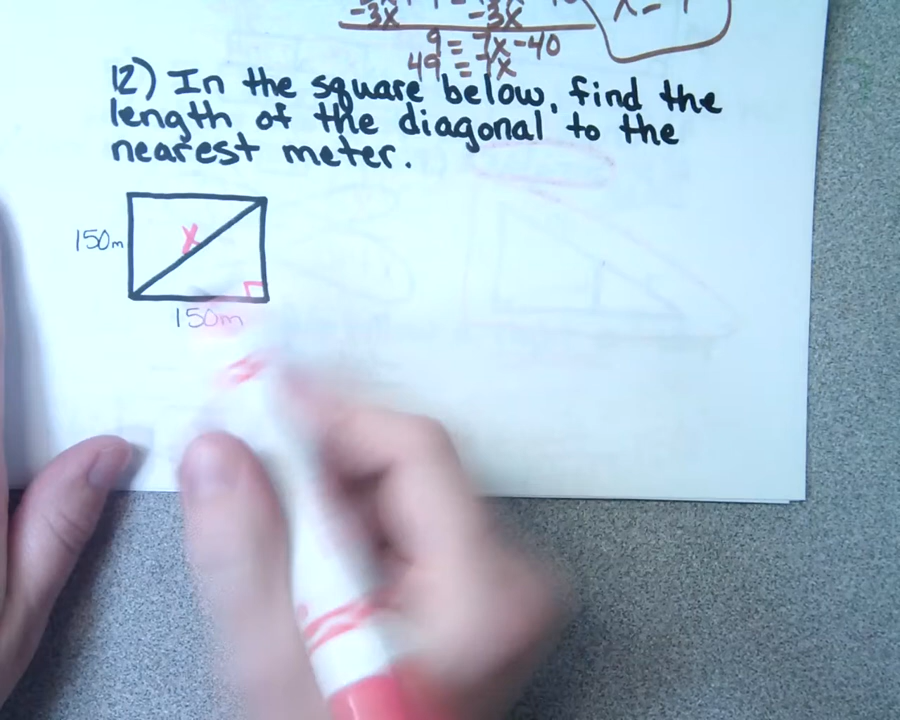 -3x -3x
9 = 7x-40
49 = 7x
12) In the square below, find the
length of the diagonal to the
nearest meter.
150m
x
150m